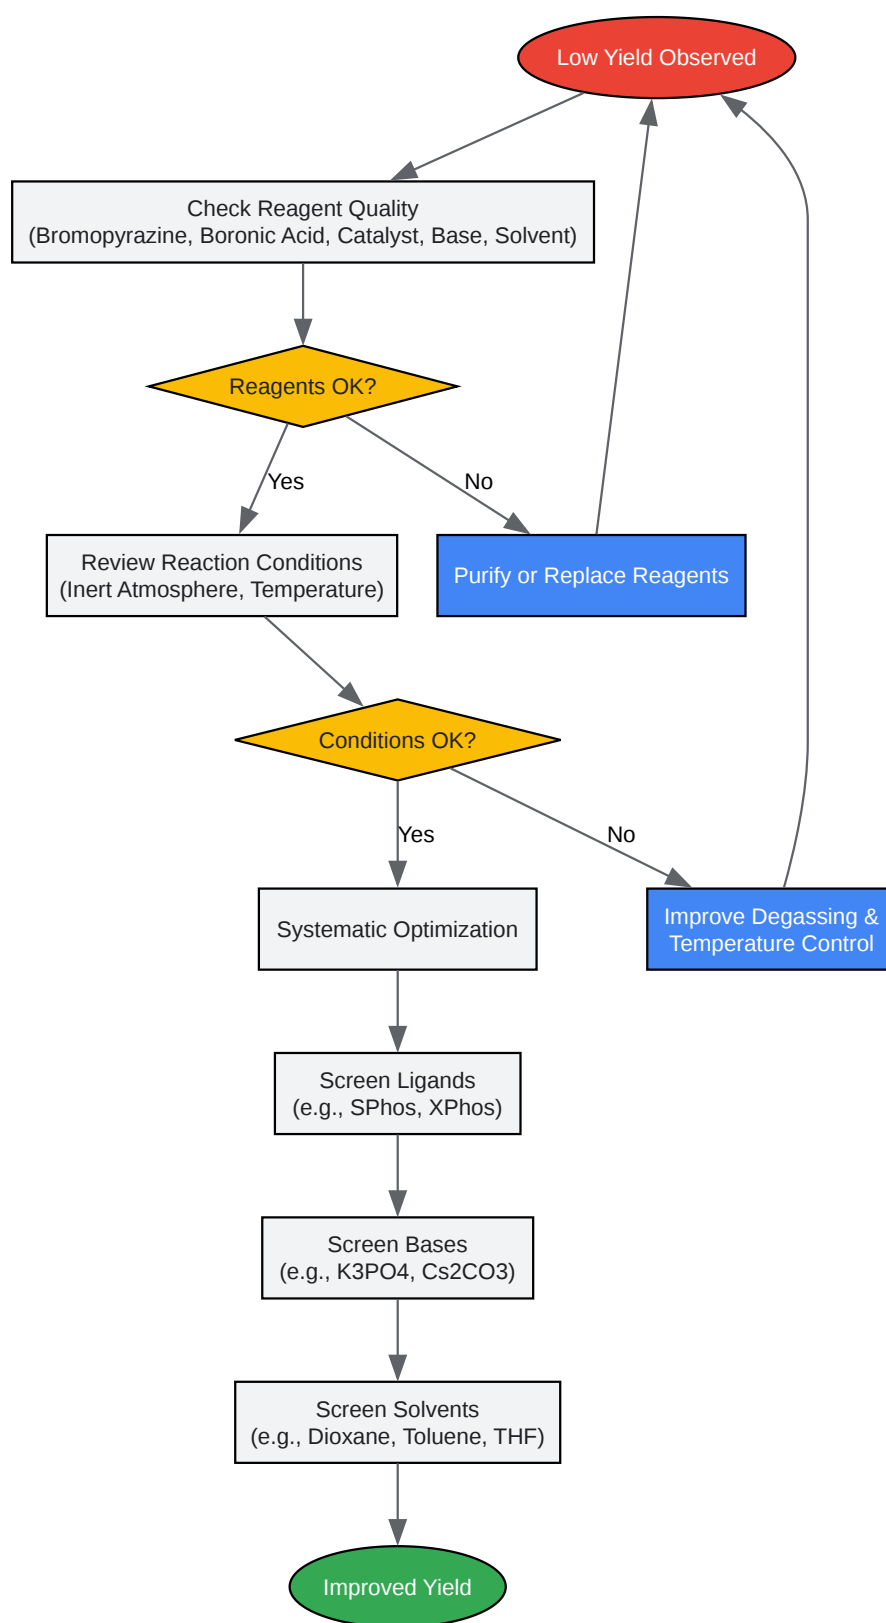 Low Yield Observed
Check Reagent Quality
(Bromopyrazine, Boronic Acid, Catalyst, Base, Solvent)
Reagents OK?
Yes
No
Review Reaction Conditions
(Inert Atmosphere, Temperature)
Purify or Replace Reagents
Conditions OK?
Yes
No
Systematic Optimization
Improve Degassing &
Temperature Control
Screen Ligands
(e.g., SPhos, XPhos)
Screen Bases
(e.g., K3PO4, Cs2CO3)
Screen Solvents
(e.g., Dioxane, Toluene, THF)
Improved Yield